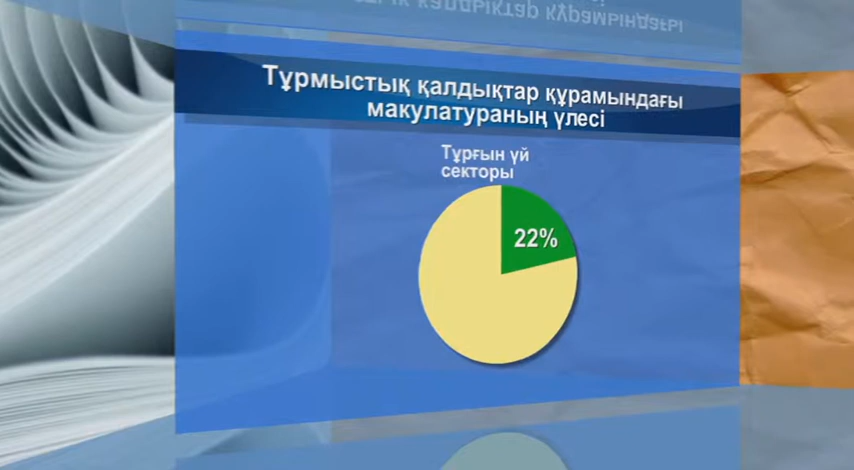 Тұрмыстық қалдықтар құрамындағы
макулатураның үлесі
Тұрғын үй
секторы
22%